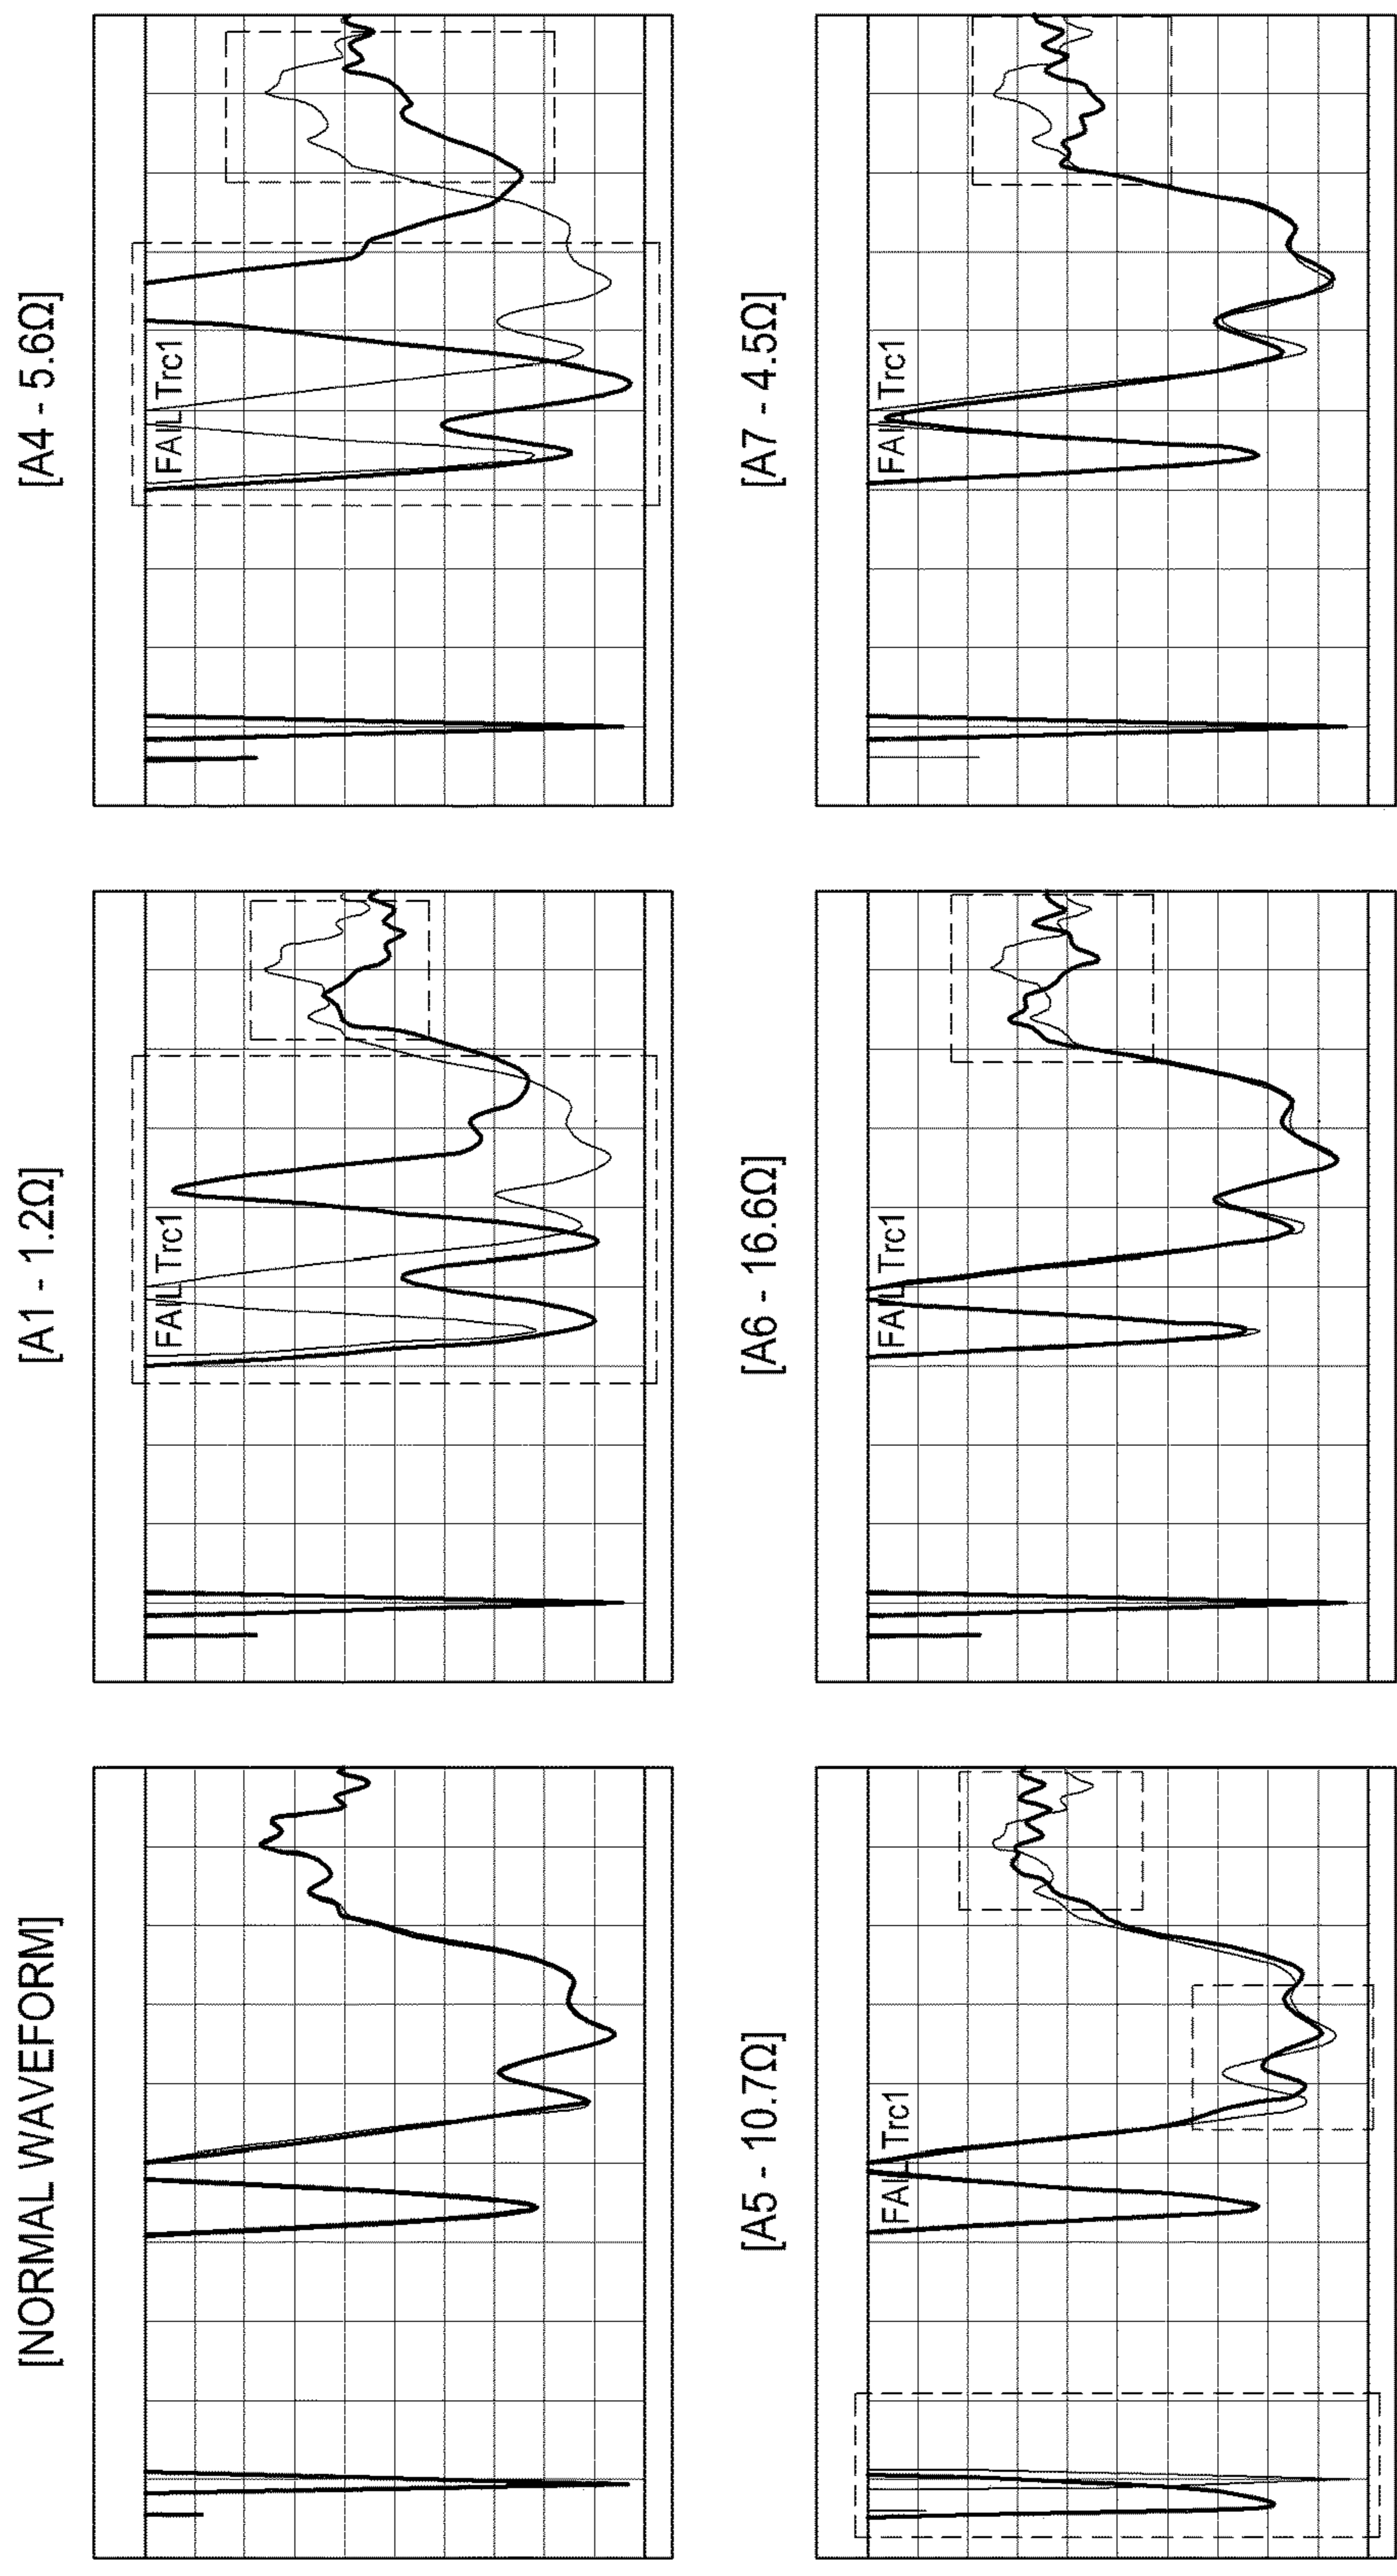 [NORMAL WAVEFORM]
[A1 - 1.2Ω]
FAIL Trc1
[A4 - 5.6Ω]
FAIL Trc1
[A5 - 10.7Ω]
FAIL Trc1
[A6 - 16.6Ω]
FAIL Trc1
[A7 - 4.5Ω]
FAIL Trc1